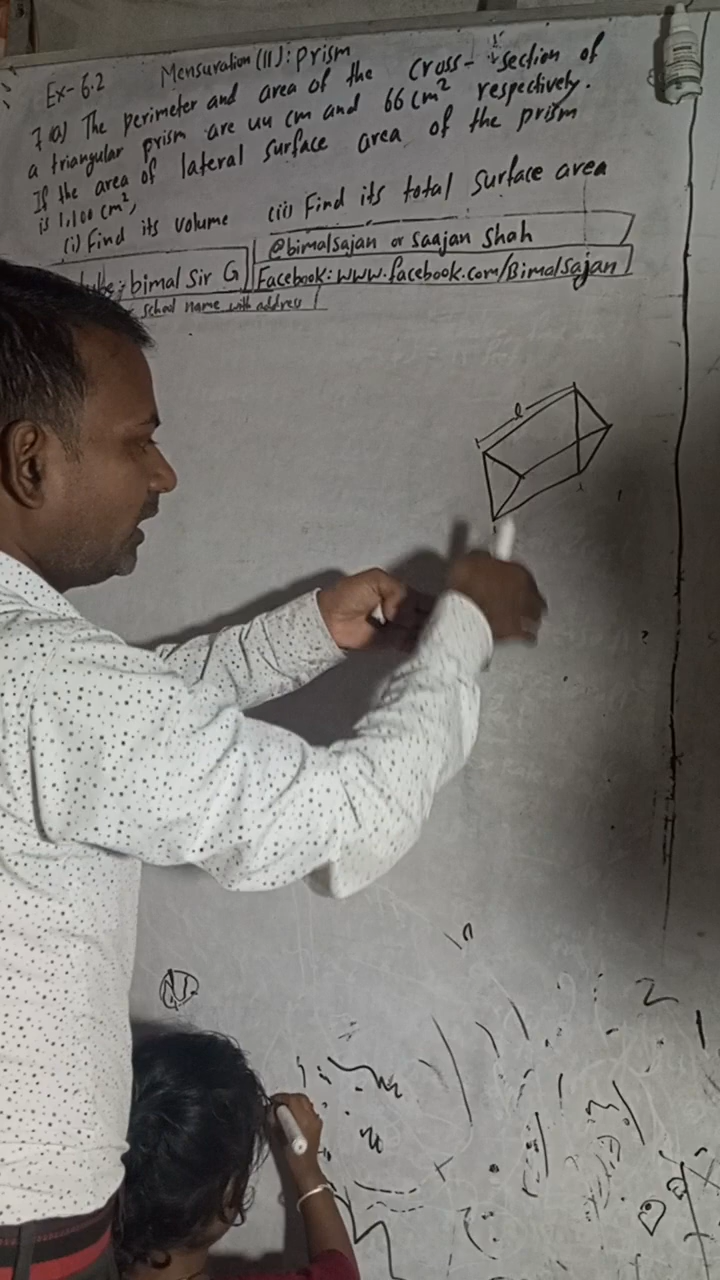 Ex-6.2 Mensuration (II): prism
7 (a) The perimeter and area of the cross-section of
a triangular prism are 44 cm and 66 cm² respectively.
If the area of lateral surface area of the prism
is 1,100 cm²,
(i) Find its volume (ii) Find its total surface area
@bimalsajan or Saajan Shah
bimal Sir G Facebook: www.facebook.com/Bimalsajan
school name with address
l